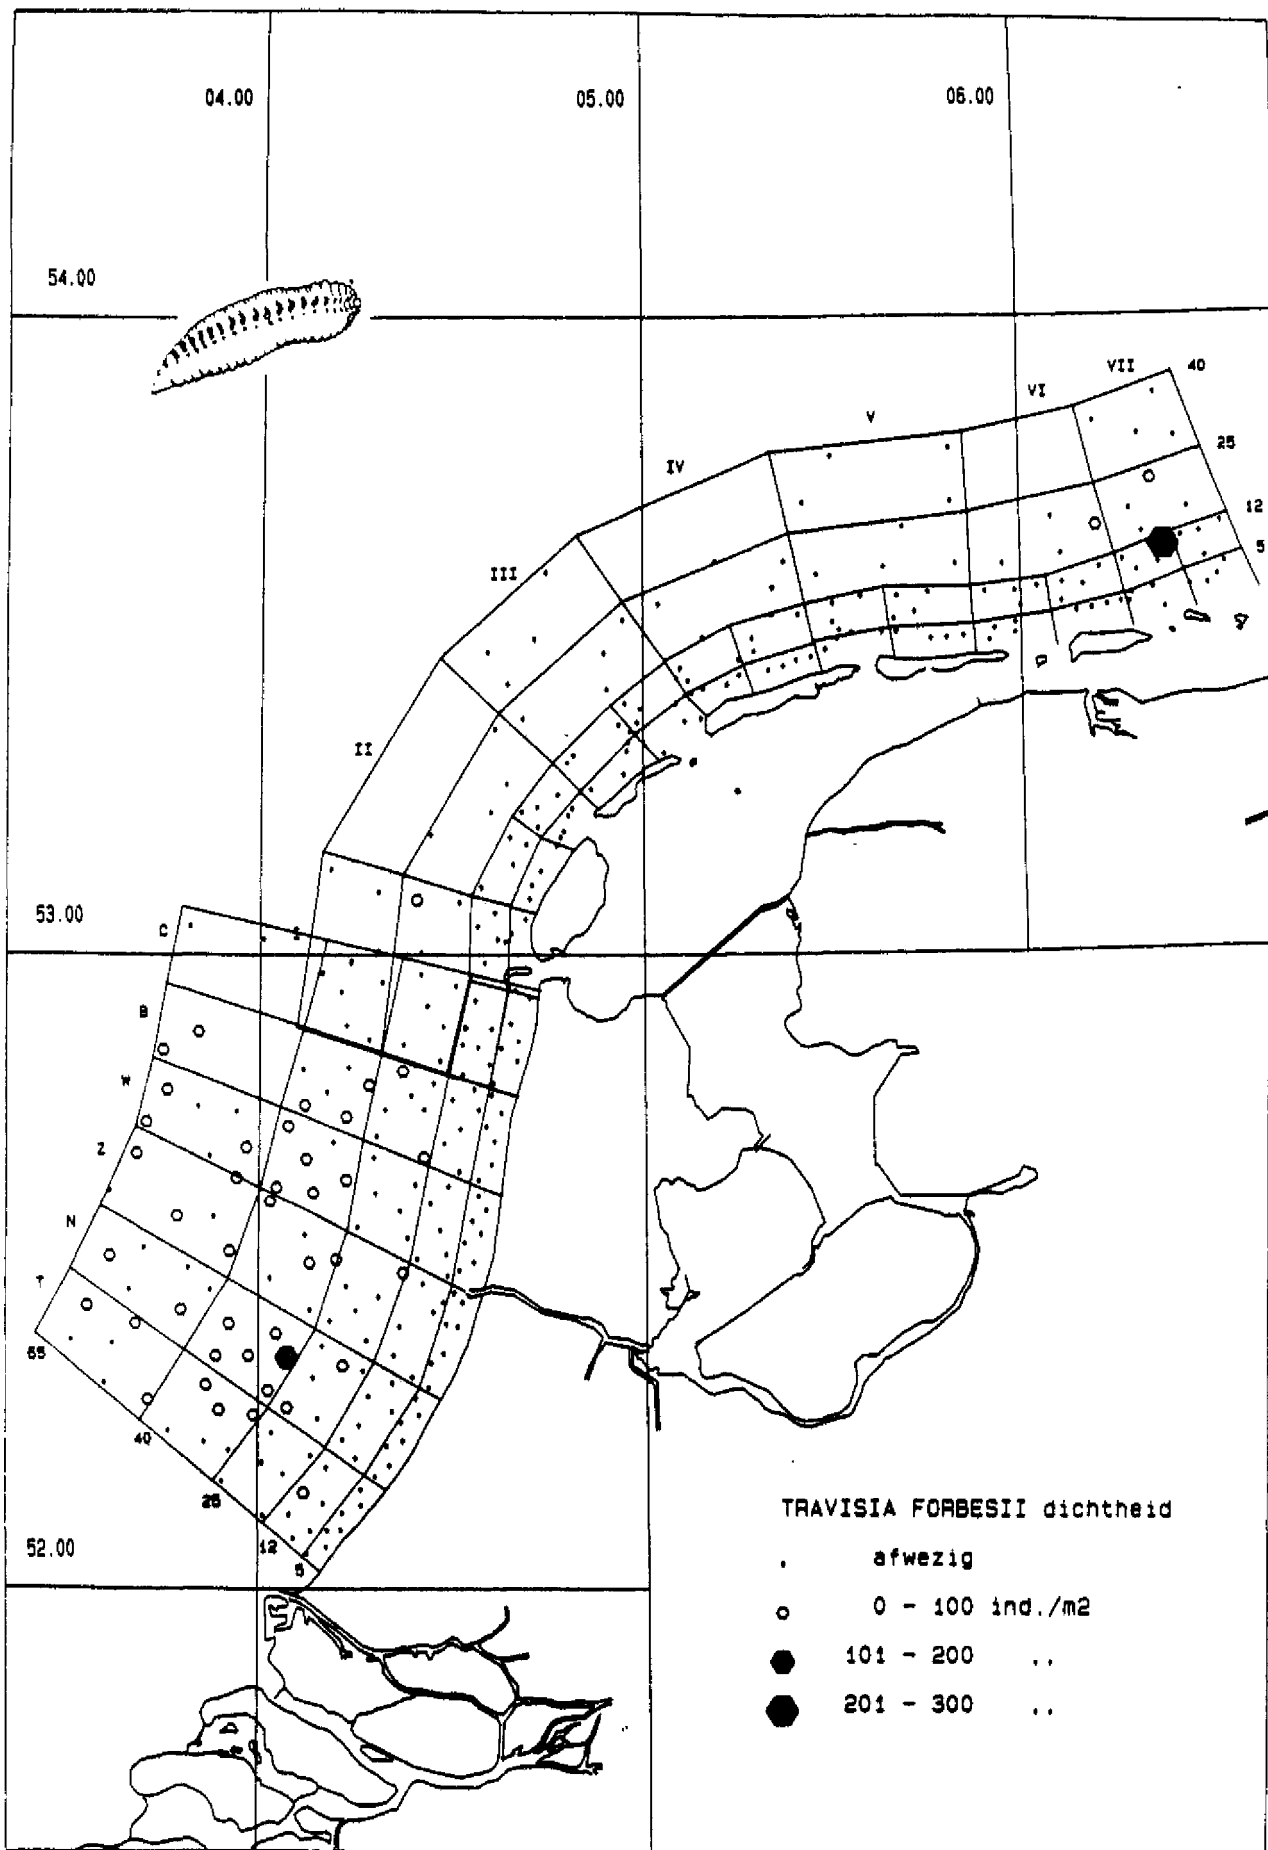 04.00
05.00
06.00
54.00
VII
40
VI
V
25
IV
12
5
III
II
53.00
C
I
B
W
Z
N
T
65
40
25
12
5
52.00
TRAVISIA FORBESII dichtheid
. afwezig
0 - 100 ind./m2
101 - 200 ..
201 - 300 ..